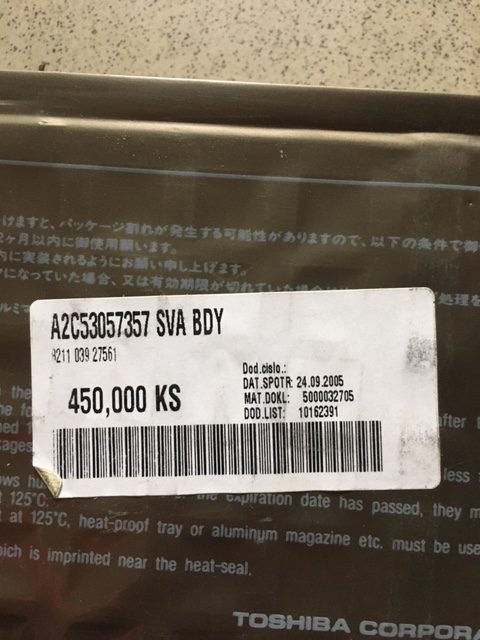 けますと、パッケージ割れが発生する可能性がありますので、以下の条件で御
2ヶ月以内に御使用願います。
内に実装されるようにお願い申し上げます。
になっていた場合、又は有効期限が切れていた場合
処理を
A2C53057357 SVA BDY
8211 039 27561
Dod.cislo.:
DAT.SPOTR: 24.09.2005
450,000 KS
MAT.DOKL: 5000032705
DOD.LIST: 10162391
the
after
less
125°C.
the expiration date has passed, they
at 125°C, heat-proof tray or aluminum magazine etc. must be use
is imprinted near the heat-seal.
TOSHIBA CORPOR